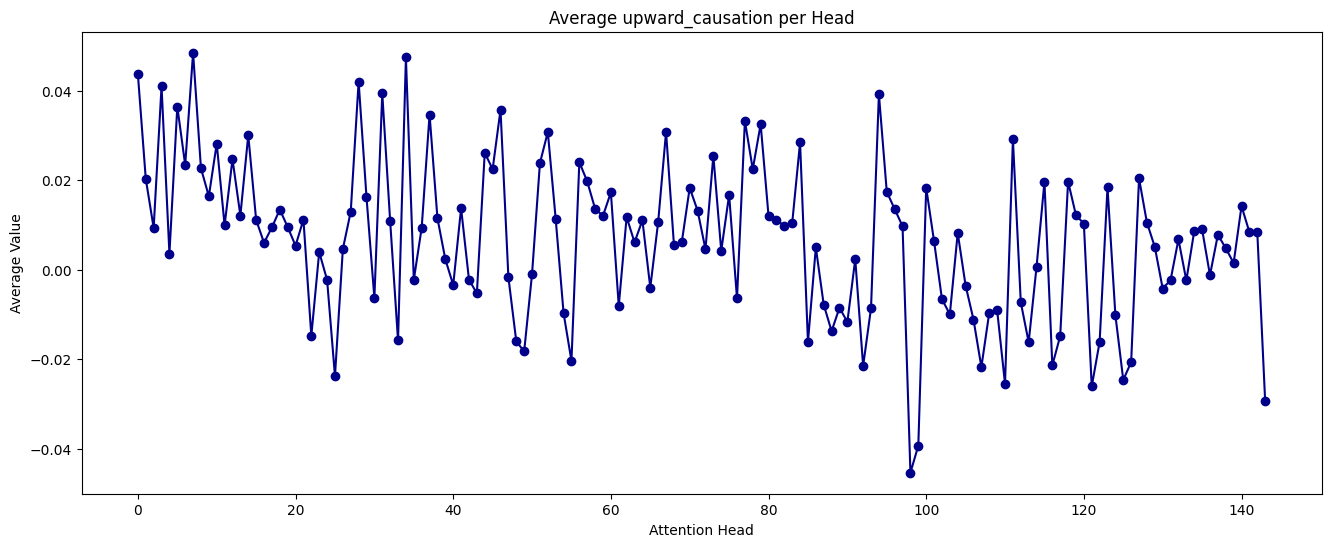 Average upward_causation per Head
Average Value
0.04
0.02
0.00
−0.02
−0.04
0 20 40 60 80 100 120 140
Attention Head